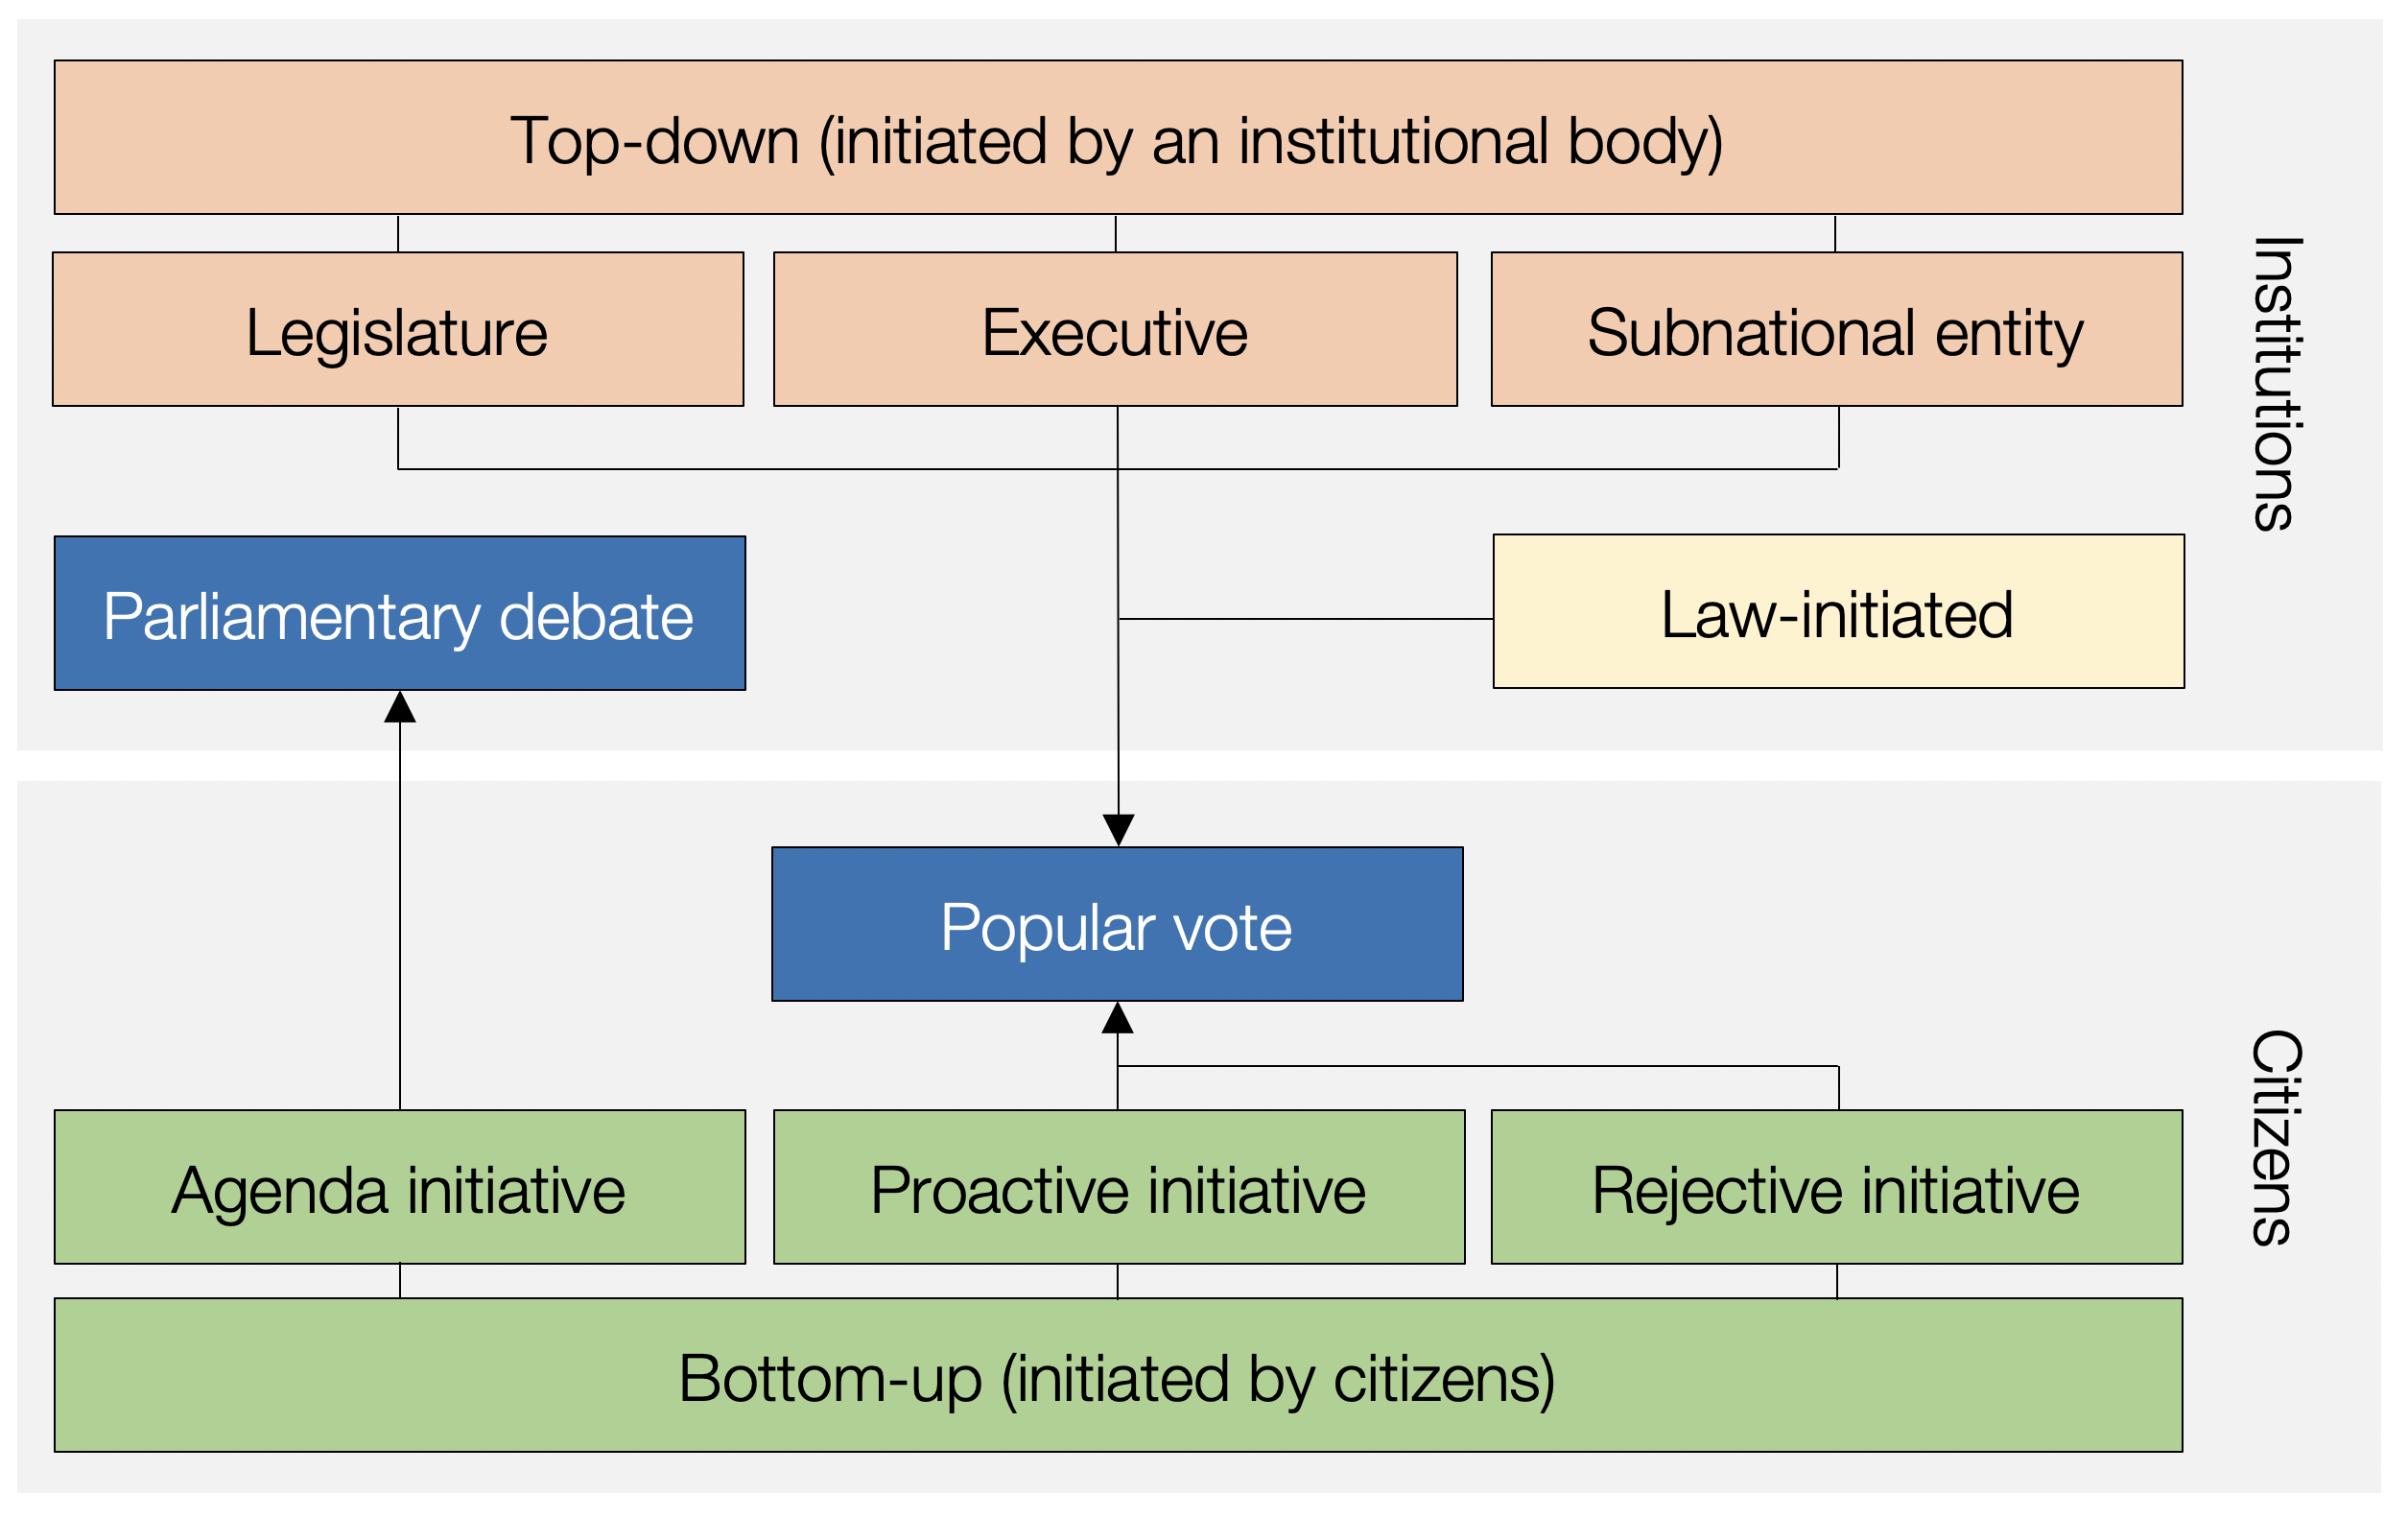 Top-down (initiated by an institutional body)
Legislature
Executive
Subnational entity
Institutions
Parliamentary debate
Law-initiated
Popular vote
Citizens
Agenda initiative
Proactive initiative
Rejective initiative
Bottom-up (initiated by citizens)